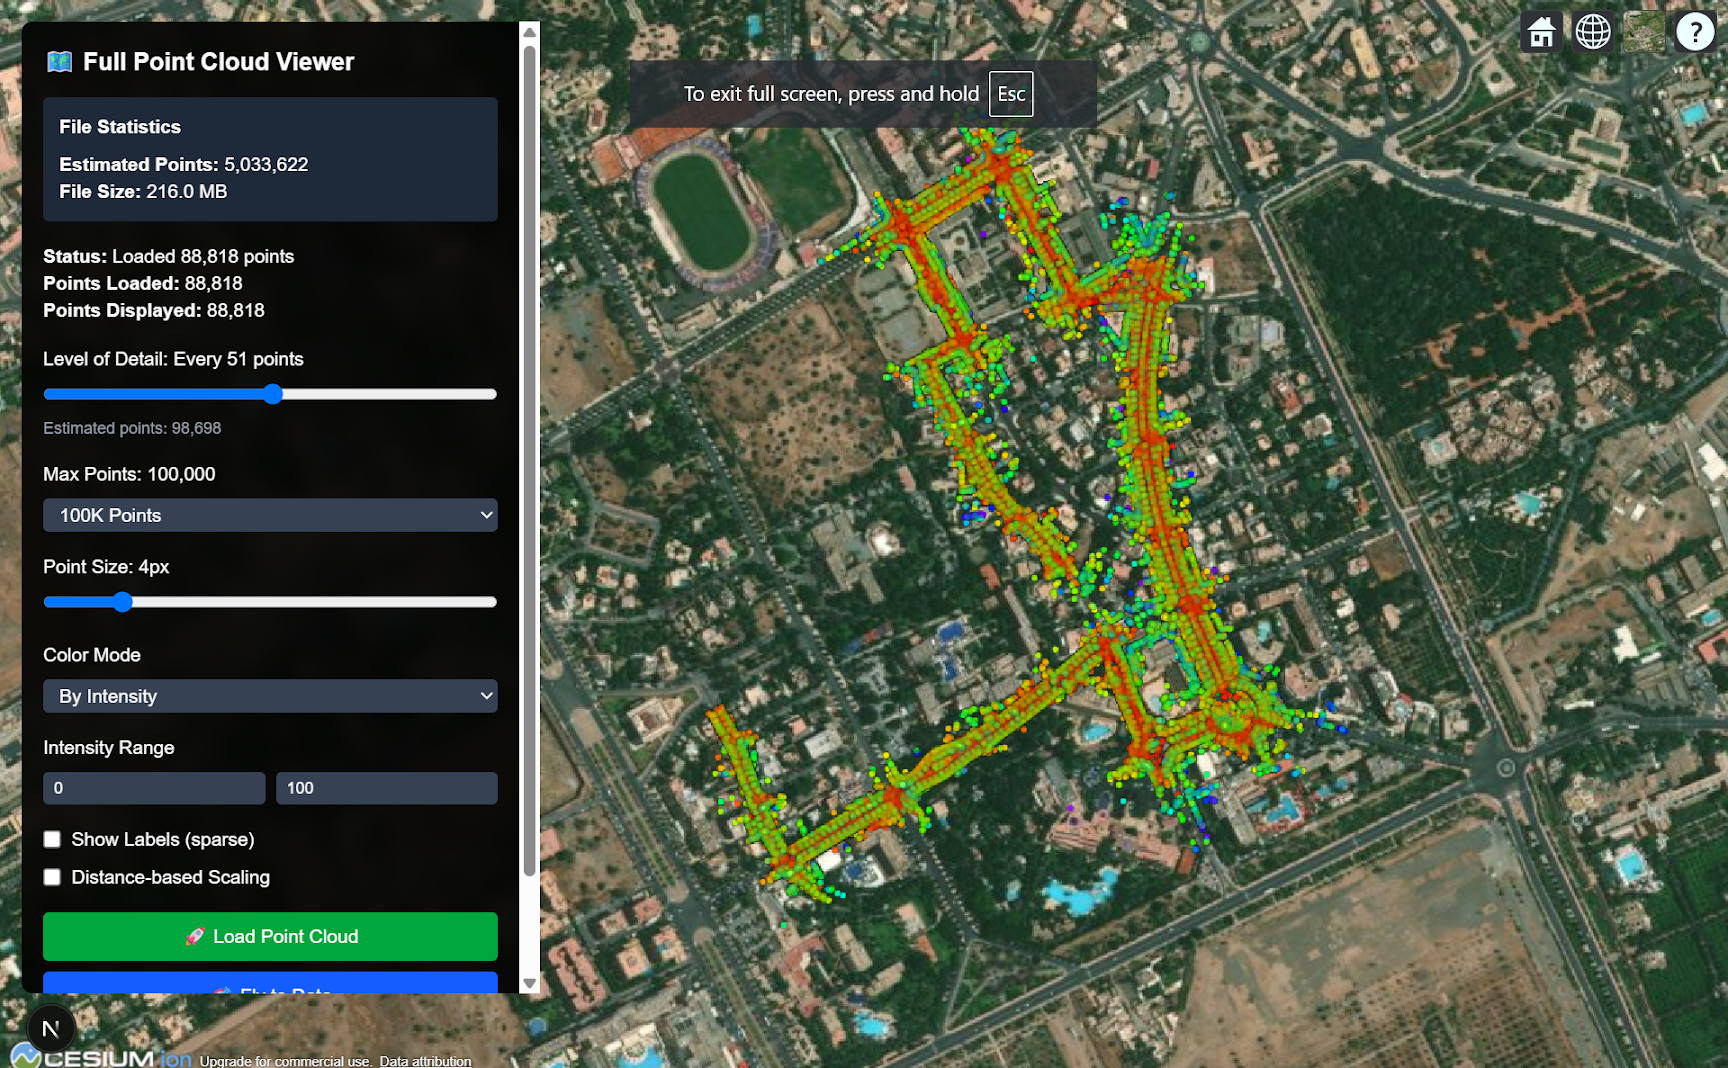 Full Point Cloud Viewer
File Statistics
Estimated Points: 5,033,622
File Size: 216.0 MB
Status: Loaded 88,818 points
Points Loaded: 88,818
Points Displayed: 88,818
Level of Detail: Every 51 points
Estimated points: 98,698
Max Points: 100,000
100K Points
Point Size: 4px
Color Mode
By Intensity
Intensity Range
0 100
Show Labels (sparse)
Distance-based Scaling
Load Point Cloud
Fly to Data
N
CESIUM ion Upgrade for commercial use. Data attribution
To exit full screen, press and hold Esc
?